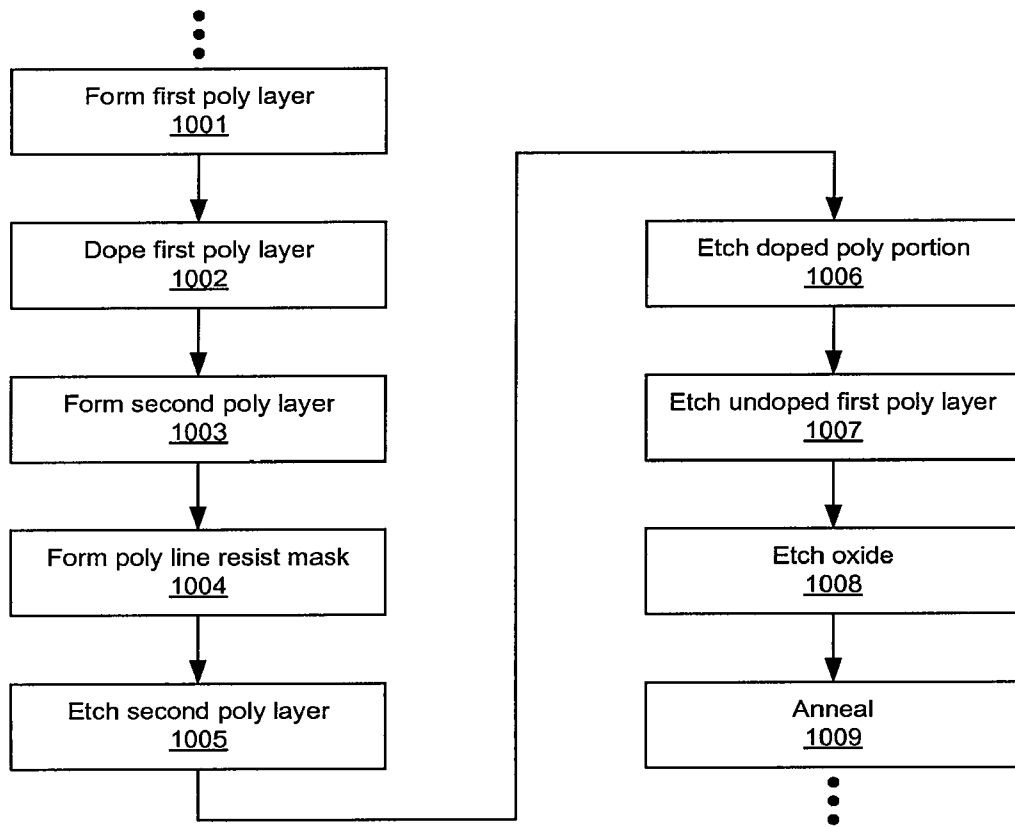 Form first poly layer
1001
Dope first poly layer
1002
Form second poly layer
1003
Form poly line resist mask
1004
Etch second poly layer
1005
Etch doped poly portion
1006
Etch undoped first poly layer
1007
Etch oxide
1008
Anneal
1009